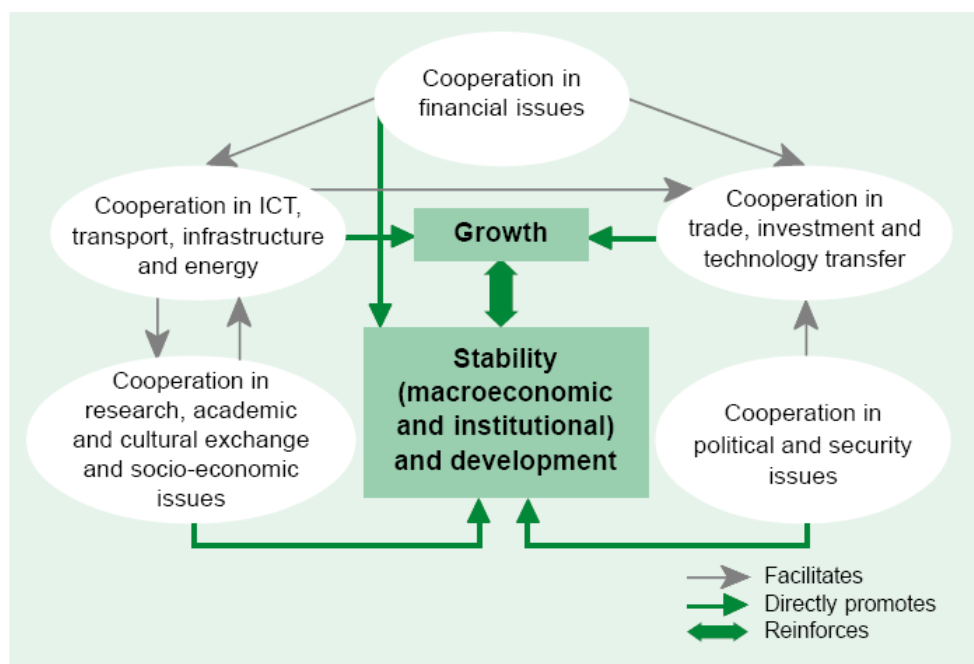 Cooperation in
financial issues
Cooperation in ICT,
transport, infrastructure
and energy
Growth
Cooperation in
trade, investment and
technology transfer
Cooperation in
research, academic
and cultural exchange
and socio-economic
issues
Stability
(macroeconomic
and institutional)
and development
Cooperation in
political and security
issues
Facilitates
Directly promotes
Reinforces